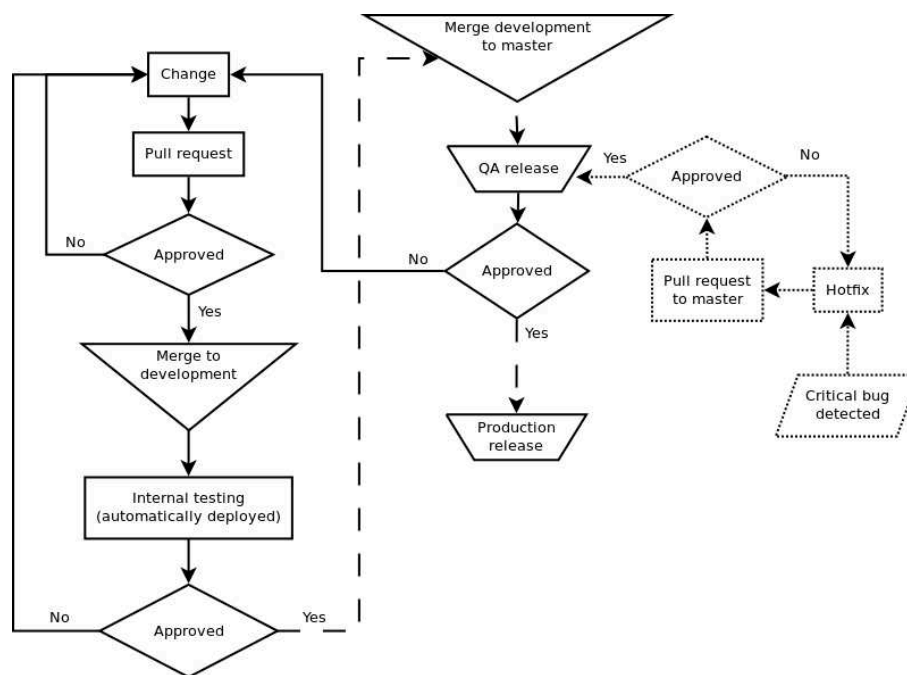 Change
Pull request
Approved
No
Yes
Merge to
development
Internal testing
(automatically deployed)
Approved
No
Yes
Merge development
to master
QA release
Approved
No
Yes
Production
release
Approved
Yes
No
Pull request
to master
Hotfix
Critical bug
detected